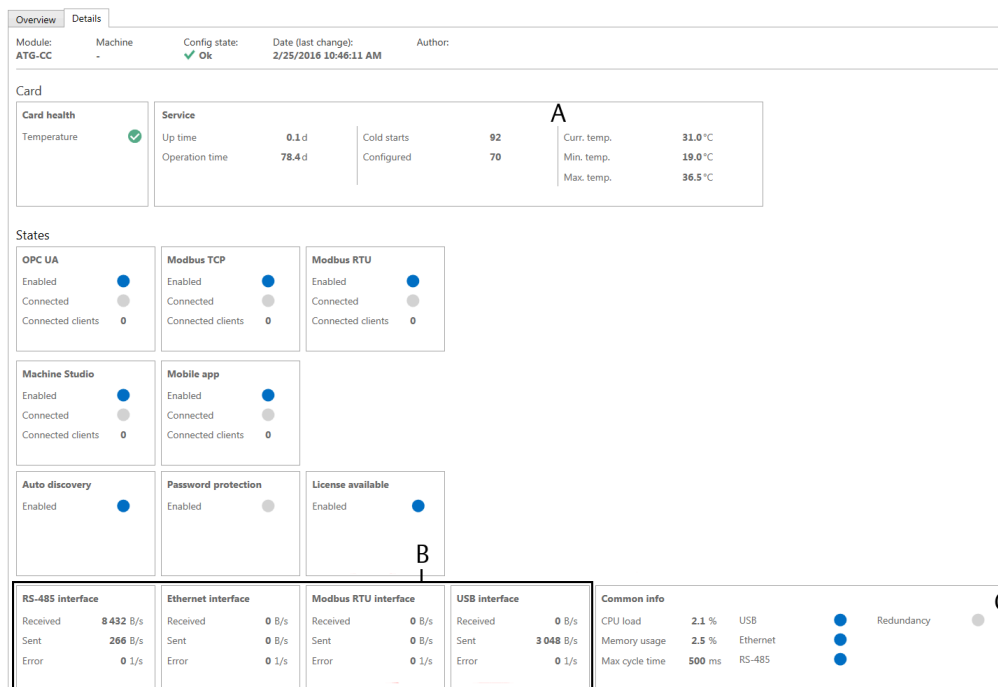 Overview Details
Module: Machine Config state: Date (last change): Author:
ATG-CC - Ok 2/25/2016 10:46:11 AM
Card
Card health Service A
Temperature Up time 0.1 d Cold starts 92 Curr. temp. 31.0 °C
Operation time 78.4 d Configured 70 Min. temp. 19.0 °C
Max. temp. 36.5 °C
States
OPC UA Modbus TCP Modbus RTU
Enabled Enabled Enabled
Connected Connected Connected
Connected clients 0 Connected clients 0 Connected clients 0
Machine Studio Mobile app
Enabled Enabled
Connected Connected
Connected clients 0 Connected clients 0
Auto discovery Password protection License available
Enabled Enabled Enabled
B
RS-485 interface Ethernet interface Modbus RTU interface USB interface Common info
Received 8 432 B/s Received 0 B/s Received 0 B/s Received 0 B/s CPU load 2.1 % USB Redundancy
Sent 266 B/s Sent 0 B/s Sent 0 B/s Sent 3 048 B/s Memory usage 2.5 % Ethernet
Error 0 1/s Error 0 1/s Error 0 1/s Error 0 1/s Max cycle time 500 ms RS-485